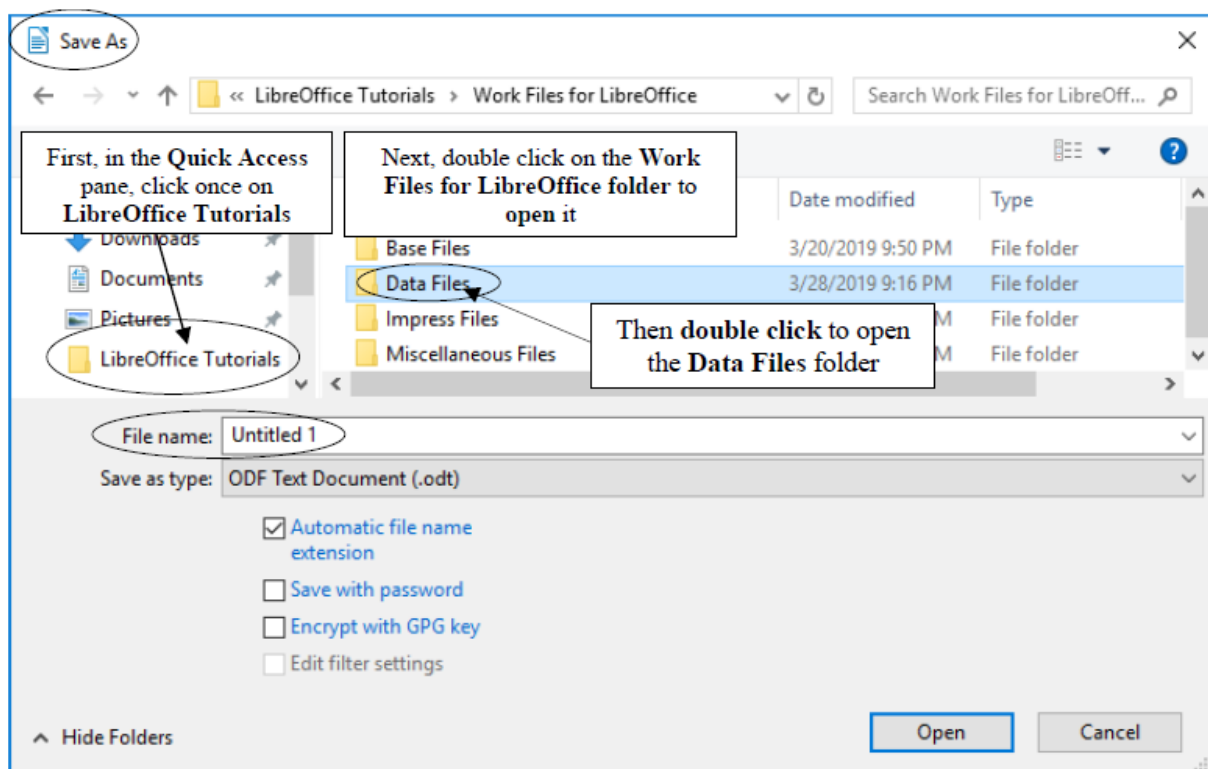 Save As
« LibreOffice Tutorials > Work Files for LibreOffice
Search Work Files for LibreOff...
First, in the Quick Access
pane, click once on
LibreOffice Tutorials
Next, double click on the Work
Files for LibreOffice folder to
open it
Date modified Type
Downloads
Documents
Pictures
LibreOffice Tutorials
Base Files 3/20/2019 9:50 PM File folder
Data Files 3/28/2019 9:16 PM File folder
Impress Files M File folder
Miscellaneous Files M File folder
Then double click to open
the Data Files folder
File name: Untitled 1
Save as type: ODF Text Document (.odt)
Automatic file name
extension
Save with password
Encrypt with GPG key
Edit filter settings
Hide Folders
Open
Cancel